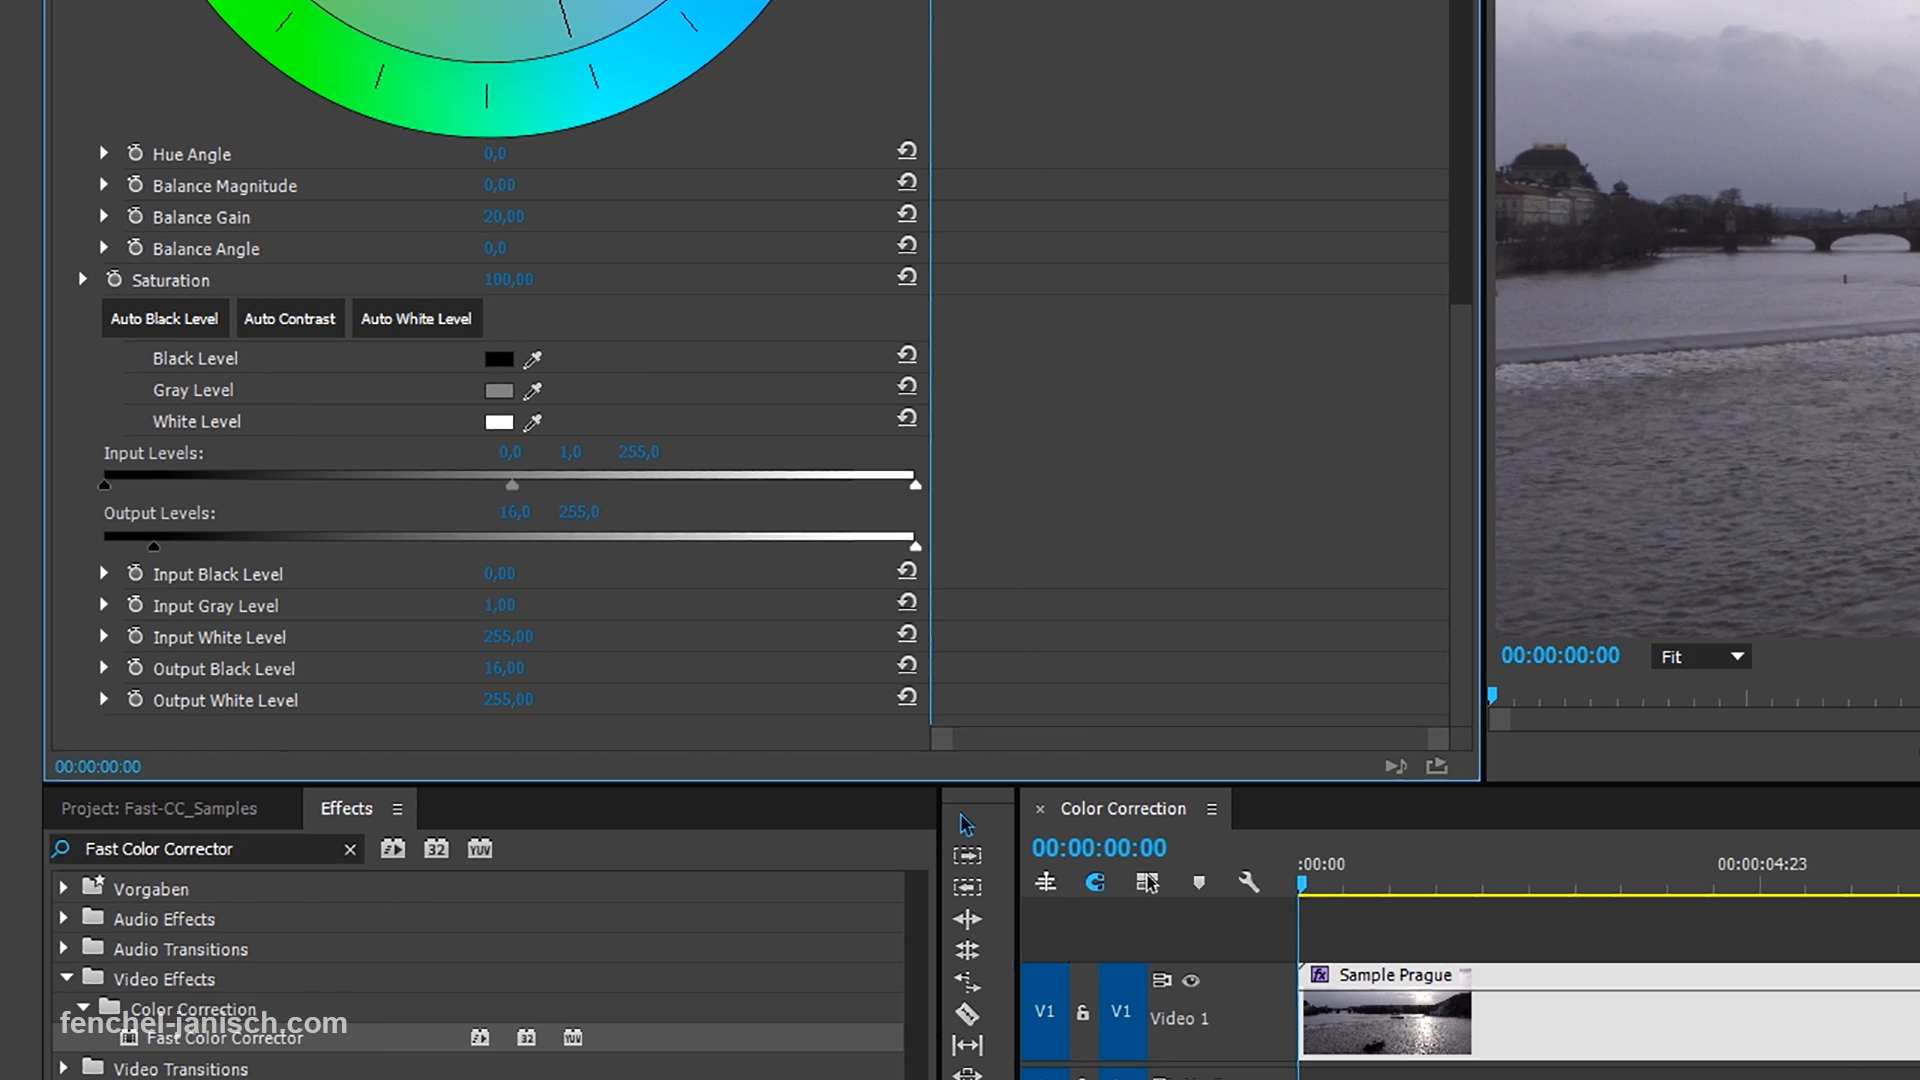 Hue Angle 0,0
Balance Magnitude 0,00
Balance Gain 20,00
Balance Angle 0,0
Saturation 100,00
Auto Black Level Auto Contrast Auto White Level
Black Level
Gray Level
White Level
Input Levels: 0,0 1,0 255,0
Output Levels: 16,0 255,0
Input Black Level 0,00
Input Gray Level 1,00
Input White Level 255,00
Output Black Level 16,00
Output White Level 255,00
00:00:00:00
00:00:00:00 Fit
Project: Fast-CC_Samples Effects
Fast Color Corrector 32 YUV
Vorgaben
Audio Effects
Audio Transitions
Video Effects
Color Correction
fenchel-janisch.com
Fast Color Corrector 32 YUV
Video Transitions
Color Correction
00:00:00:00
:00:00 00:00:04:23
fx Sample Prague
V1 V1 Video 1